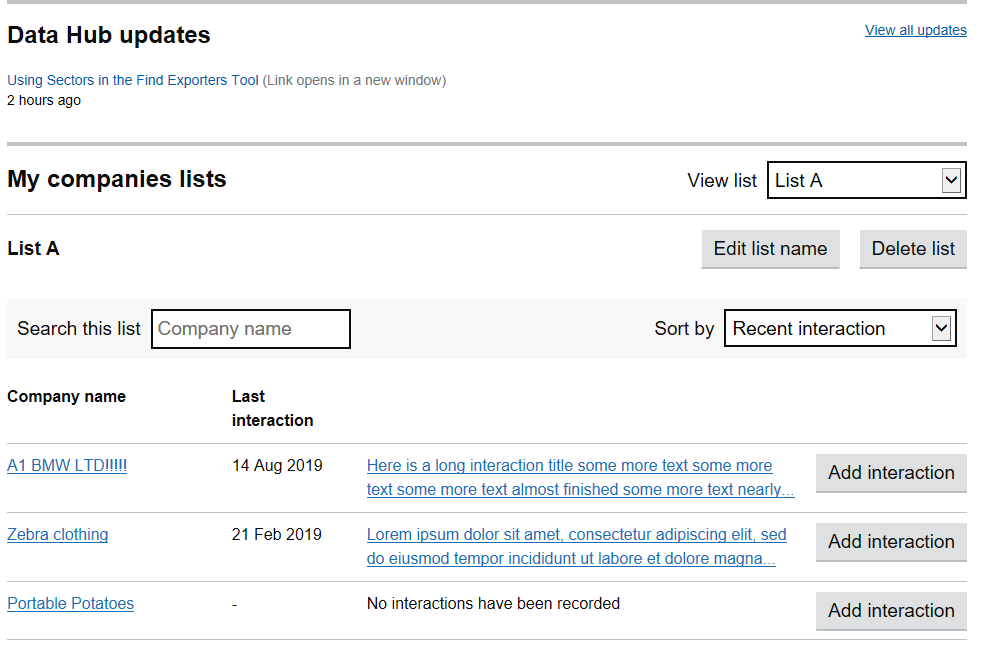 Data Hub updates
View all updates
Using Sectors in the Find Exporters Tool (Link opens in a new window)
2 hours ago
My companies lists
View list List A
List A
Edit list name
Delete list
Search this list Company name
Sort by Recent interaction
Company name
Last
interaction
A1 BMW LTD!!!!!
14 Aug 2019
Here is a long interaction title some more text some more
text some more text almost finished some more text nearly...
Add interaction
Zebra clothing
21 Feb 2019
Lorem ipsum dolor sit amet, consectetur adipiscing elit, sed
do eiusmod tempor incididunt ut labore et dolore magna...
Add interaction
Portable Potatoes
-
No interactions have been recorded
Add interaction